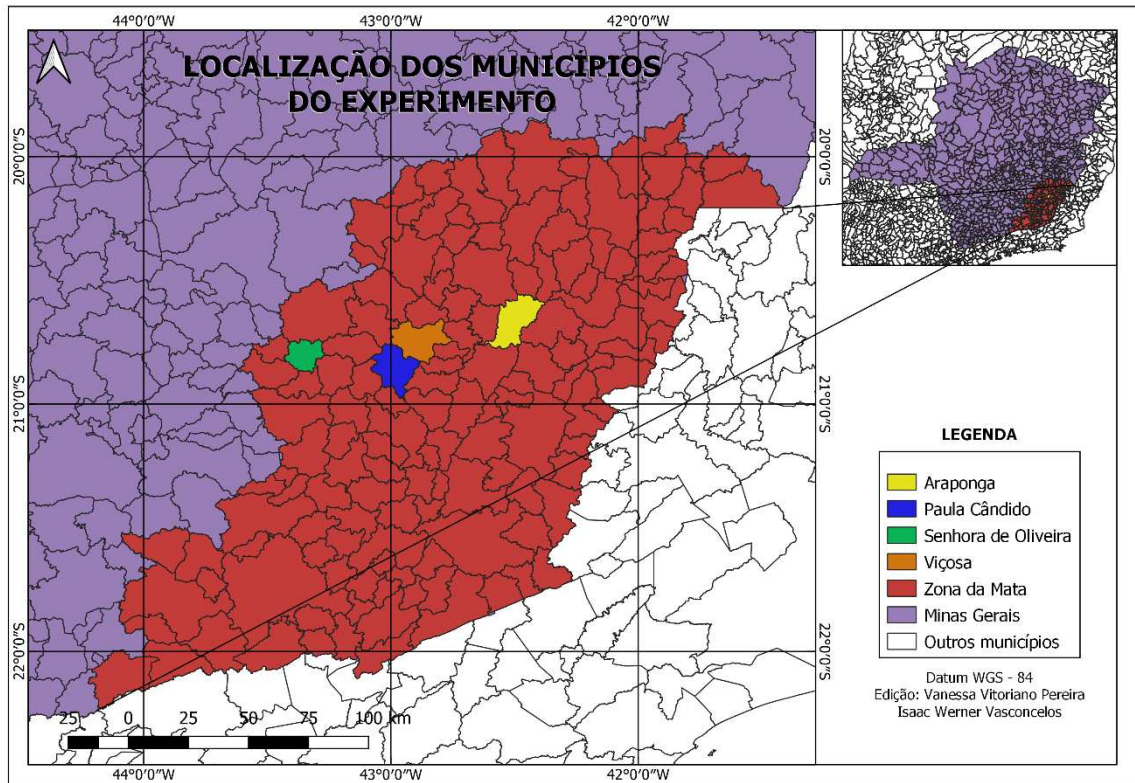 44°0'0"W 43°0'0"W 42°0'0"W
LOCALIZAÇÃO DOS MUNICÍPIOS
DO EXPERIMENTO
20°0'0"S
20°0'0"S
21°0'0"S
21°0'0"S
22°0'0"S
22°0'0"S
LEGENDA
Araponga
Paula Cândido
Senhora de Oliveira
Viçosa
Zona da Mata
Minas Gerais
Outros municípios
Datum WGS - 84
Edição: Vanessa Vitoriano Pereira
Isaac Werner Vasconcelos
25 0 25 50 75 100 km
44°0'0"W 43°0'0"W 42°0'0"W